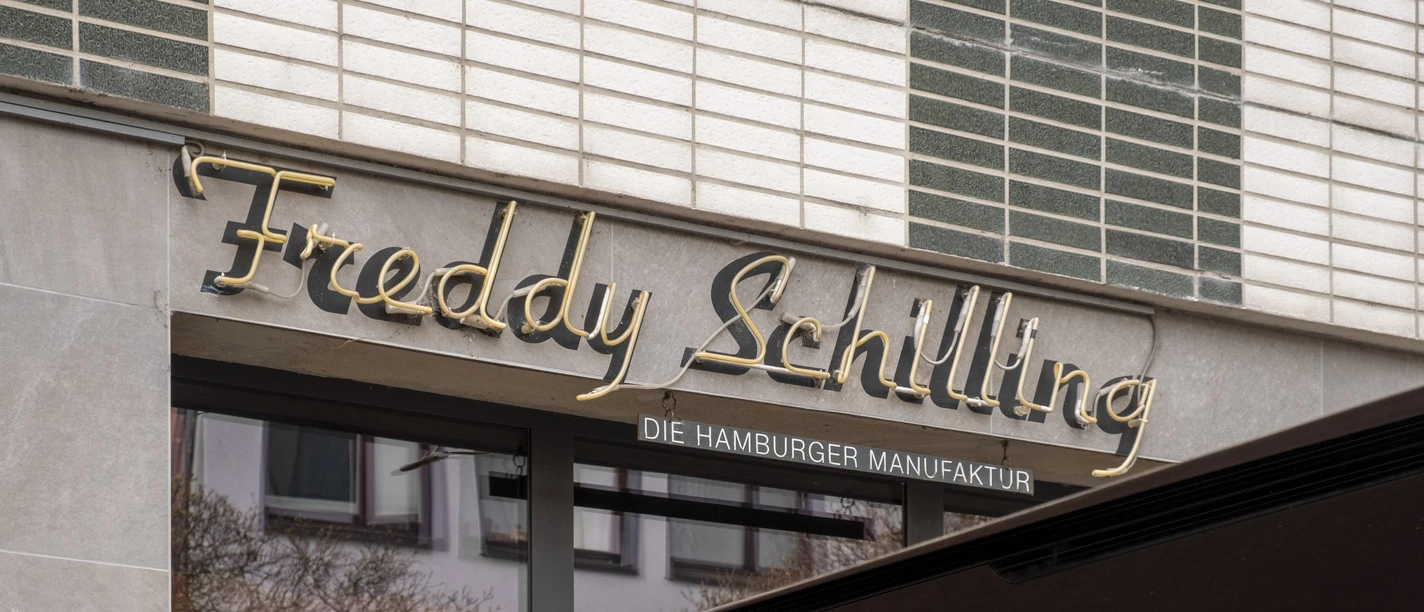 Freddy Schilling
DIE HAMBURGER MANUFAKTUR